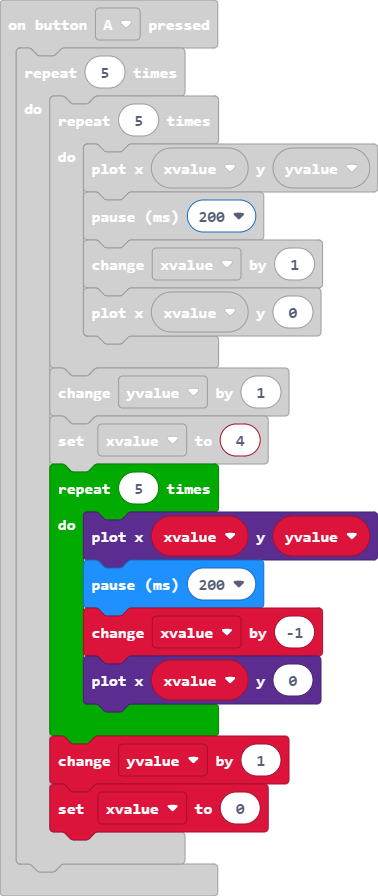 on button A pressed
repeat 5 times
do
repeat 5 times
do
plot x xvalue y yvalue
pause (ms) 200
change xvalue by 1
plot x xvalue y 0
change yvalue by 1
set xvalue to 4
repeat 5 times
do
plot x xvalue y yvalue
pause (ms) 200
change xvalue by -1
plot x xvalue y 0
change yvalue by 1
set xvalue to 0